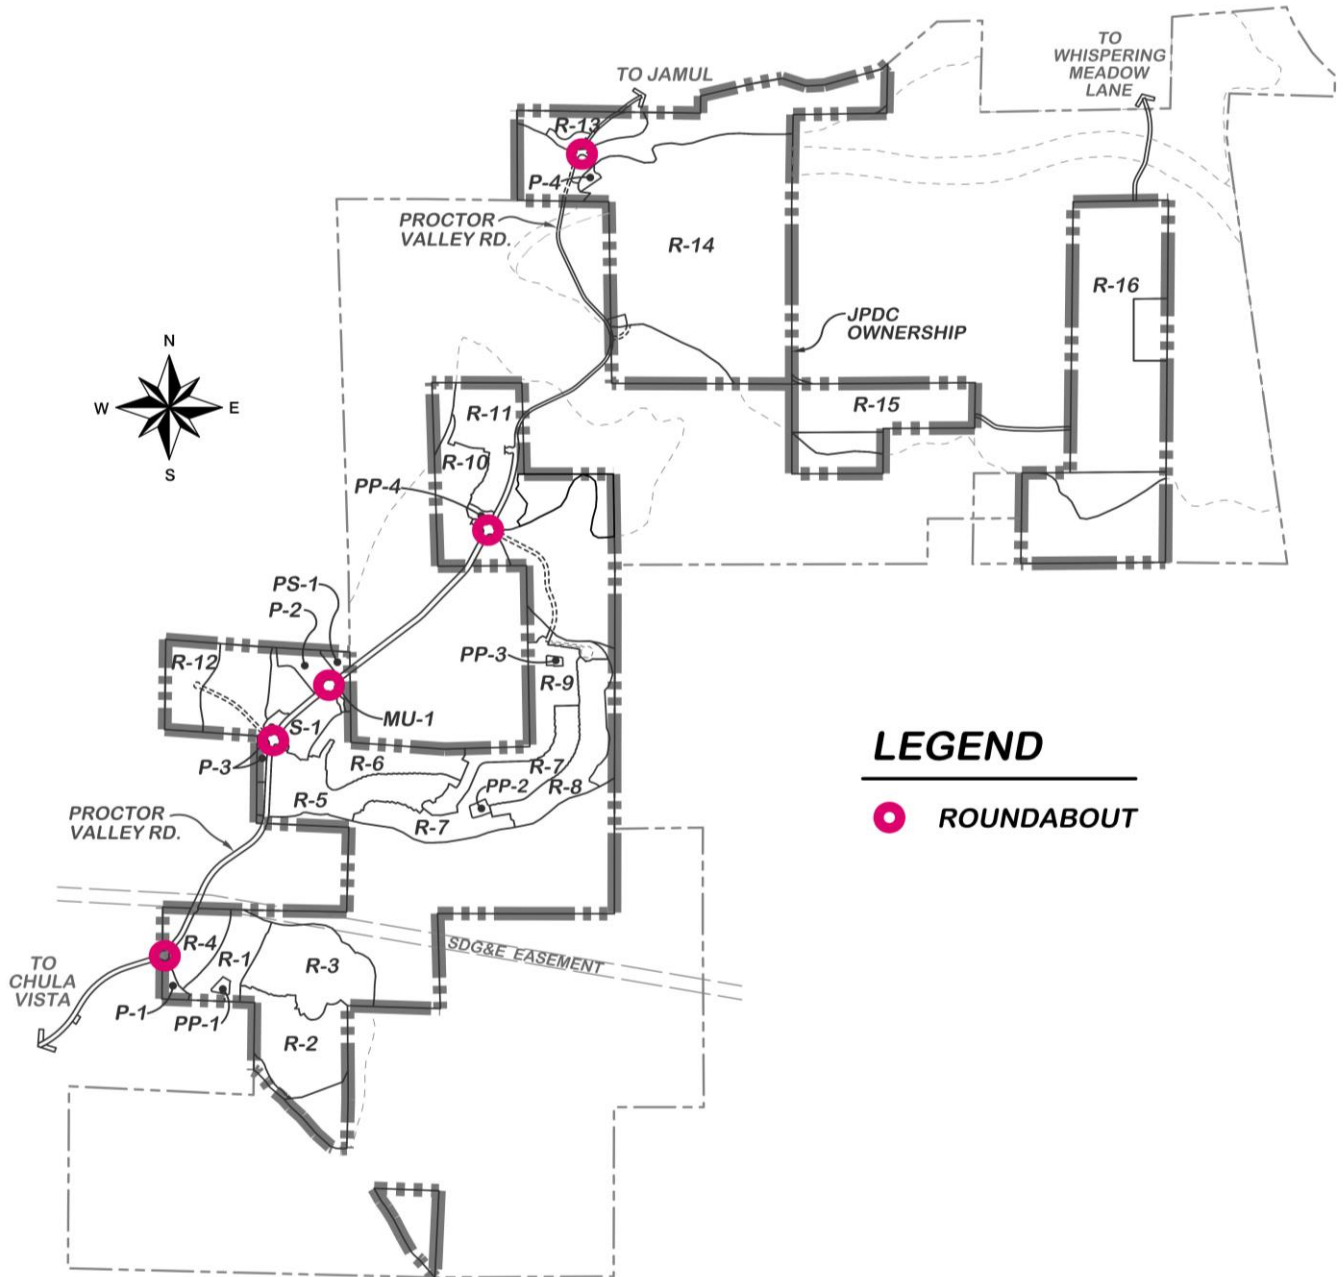 TO JAMUL
TO
WHISPERING
MEADOW
LANE
R-13
P-4
PROCTOR
VALLEY RD.
R-14
R-16
JPDC
OWNERSHIP
N
W
E
S
R-11
R-15
R-10
PP-4
PS-1
P-2
R-12
PP-3
R-9
MU-1
S-1
P-3
R-6
R-7
PP-2
R-8
R-5
R-7
PROCTOR
VALLEY RD.
LEGEND
ROUNDABOUT
R-4
R-1
R-3
SDG&E EASEMENT
TO
CHULA
VISTA
P-1
PP-1
R-2